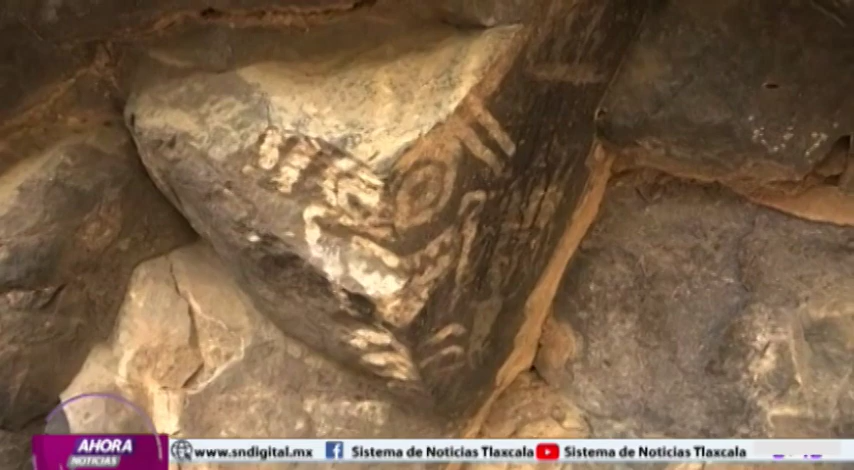 AHORA
NOTICIAS
www.sndigital.mx Sistema de Noticias Tlaxcala Sistema de Noticias Tlaxcala